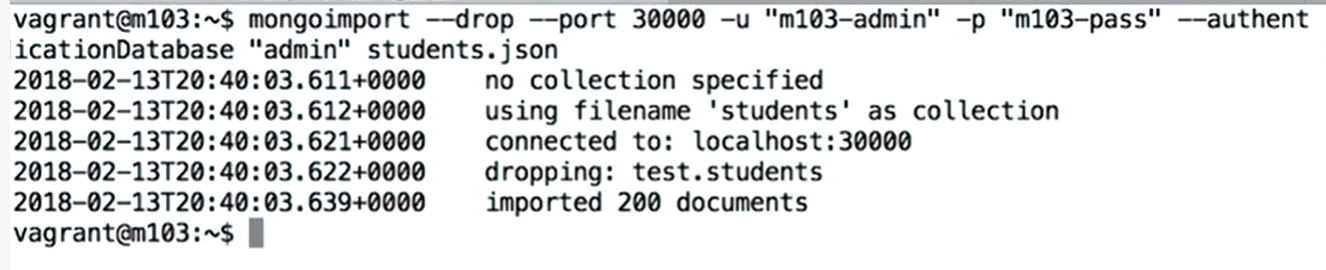 vagrant@m103:~$ mongoimport --drop --port 30000 -u "m103-admin" -p "m103-pass" --authent
icationDatabase "admin" students.json
2018-02-13T20:40:03.611+0000    no collection specified
2018-02-13T20:40:03.612+0000    using filename 'students' as collection
2018-02-13T20:40:03.621+0000    connected to: localhost:30000
2018-02-13T20:40:03.622+0000    dropping: test.students
2018-02-13T20:40:03.639+0000    imported 200 documents
vagrant@m103:~$